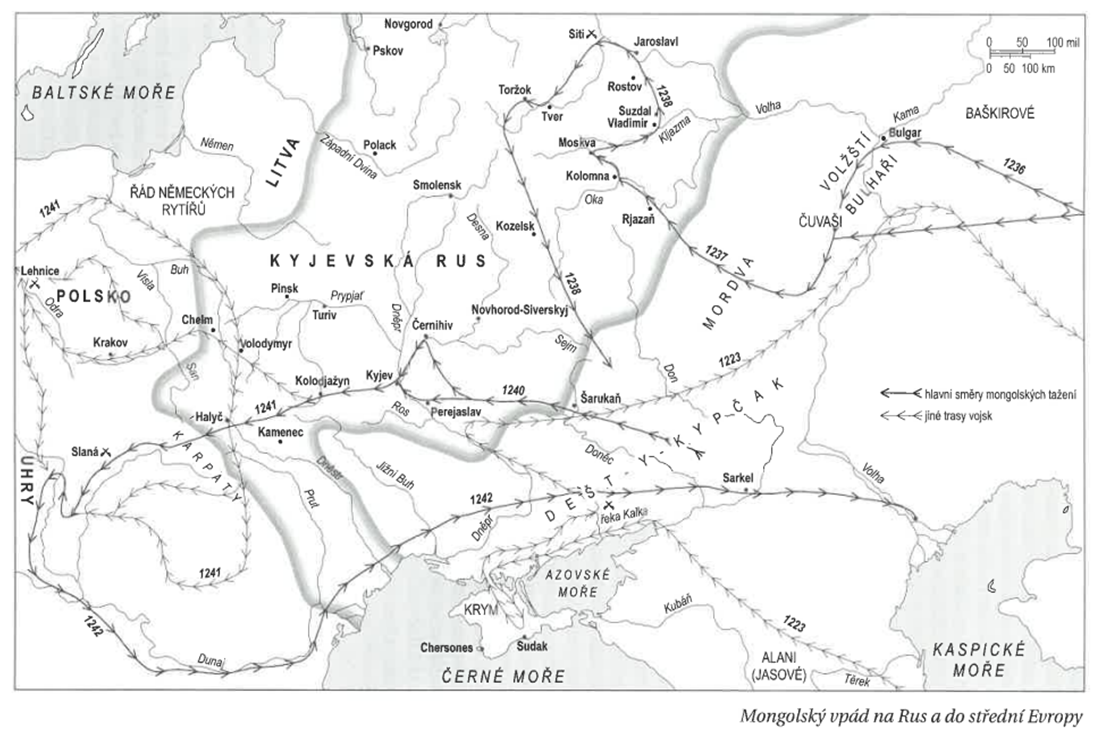 Novgorod
Pskov
Siti
Jaroslavl
Rostov
1238
Suzdal
Vladimir
Toržok
Tver
Kljazma
Moskva
Kolomna
Oka
Rjazaň
Volha
0 50 100 mil
0 50 100 km
Kama
Bulgar
BAŠKIROVÉ
VOLŽŠTÍ
BULHAŘI
ČUVAŠI
1236
BALTSKÉ MOŘE
Němen
LITVA
Západní Dvina
Polack
ŘÁD NĚMECKÝCH
RYTÍŘŮ
Smolensk
Desna
Kozelsk
1241
1237
MORDVA
KYJEVSKÁ RUS
Lehnice
POLSKO
Visla
Buh
Odra
Pinsk
Pripjať
Turiv
Dněpr
1238
Novhorod-Siverskyj
Chelm
Krakov
Volodymyr
Černihiv
Sejm
1223
San
Kolodjažyn
Kyjev
Don
1240
Šarukaň
1241
Perejaslav
Halyč
Ros
Kamenec
DEŠT-Y-KYPČAK
hlavní směry mongolských tažení
jiné trasy vojsk
Slaná
KARPATY
UHRY
Dněstr
Jižní Buh
Doněc
Volha
Prut
1242
Dněpr
Sarkel
řeka Kalka
1241
AZOVSKÉ
MOŘE
KRYM
Kubáň
1223
1242
Dunaj
Chersones
Sudak
ČERNÉ MOŘE
ALANI
(JASOVÉ)
Těrek
KASPICKÉ
MOŘE
Mongolský vpád na Rus a do střední Evropy